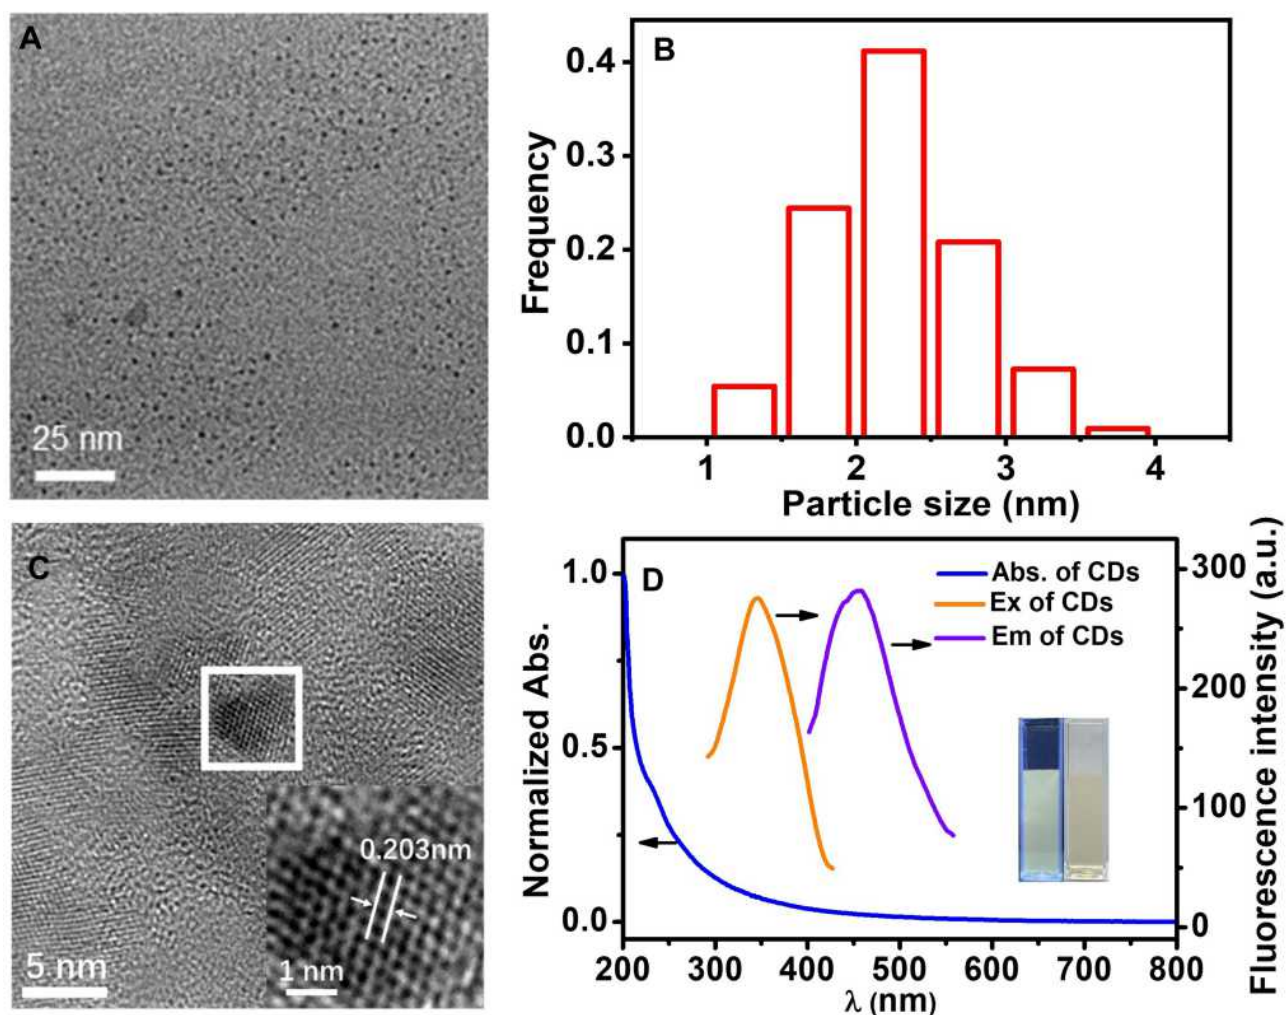 A
25 nm
B
Frequency
0.4
0.3
0.2
0.1
0.0
1 2 3 4
Particle size (nm)
C
0.203nm
5 nm
1 nm
D
Normalized Abs.
1.0
0.5
0.0
Abs. of CDs
Ex of CDs
Em of CDs
300
200
100
0
Fluorescence intensity (a.u.)
200 300 400 500 600 700 800
λ (nm)